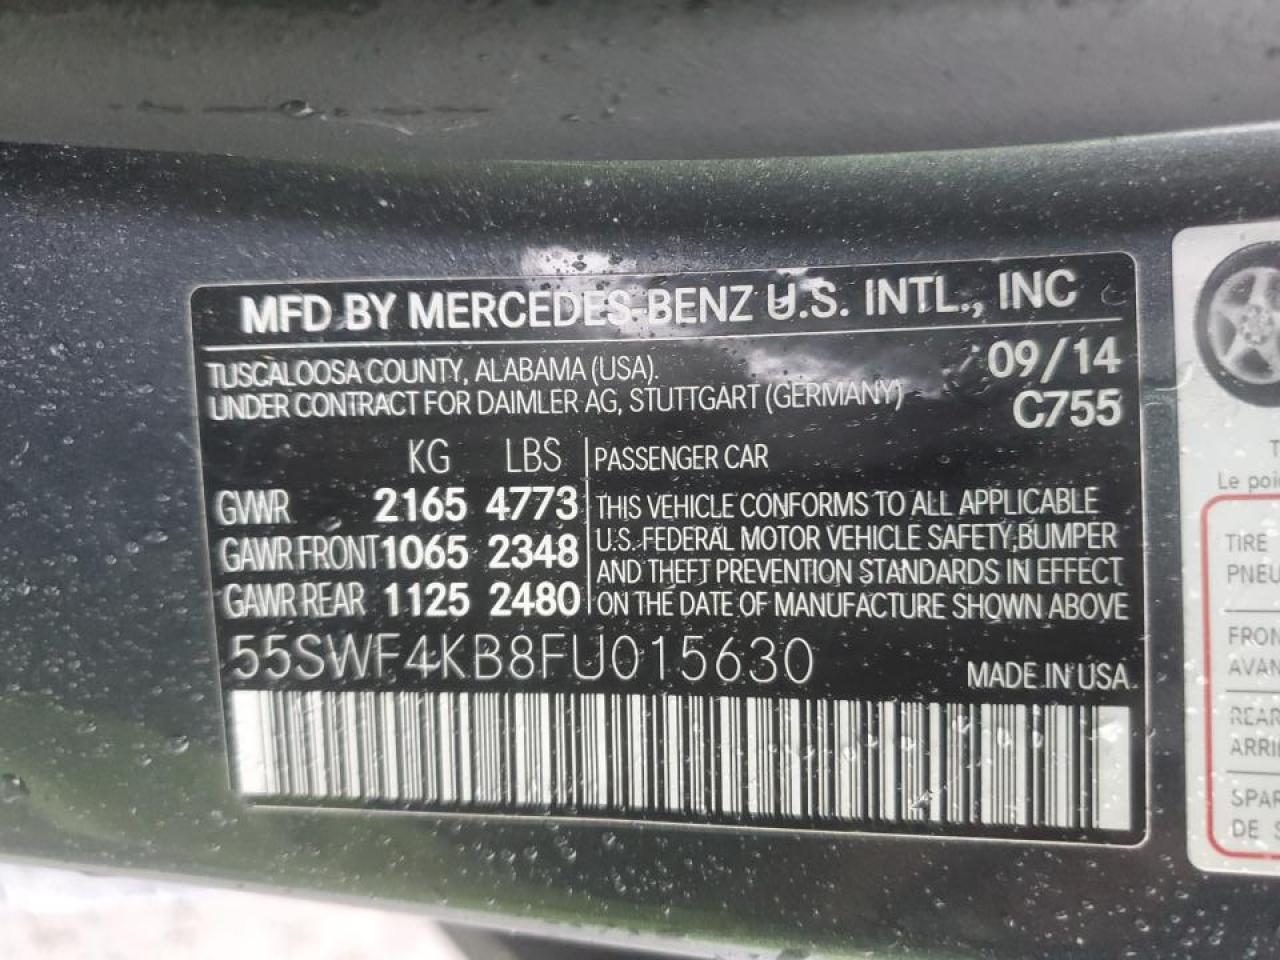 MFD BY MERCEDES-BENZ U.S. INTL., INC
TUSCALOOSA COUNTY, ALABAMA (USA). 09/14
UNDER CONTRACT FOR DAIMLER AG, STUTTGART (GERMANY) C755
KG LBS PASSENGER CAR
GVWR 2165 4773 THIS VEHICLE CONFORMS TO ALL APPLICABLE
GAWR FRONT 1065 2348 U.S. FEDERAL MOTOR VEHICLE SAFETY, BUMPER
AND THEFT PREVENTION STANDARDS IN EFFECT
GAWR REAR 1125 2480 ON THE DATE OF MANUFACTURE SHOWN ABOVE
55SWF4KB8FU015630 MADE IN USA
Le
TIRE
FRON
AVAN
REAR
ARRI
SPAR
DE